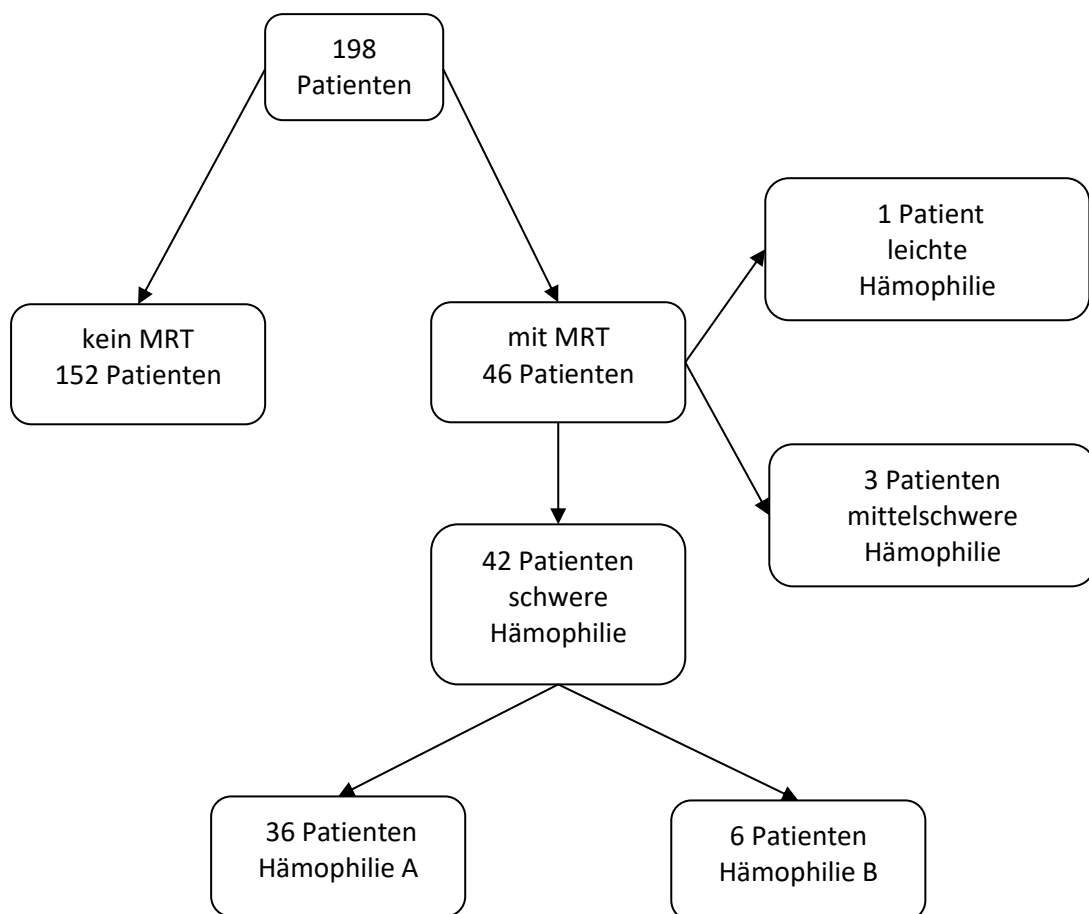 198
Patienten
1 Patient
leichte
Hämophilie
kein MRT
152 Patienten
mit MRT
46 Patienten
3 Patienten
mittelschwere
Hämophilie
42 Patienten
schwere
Hämophilie
36 Patienten
Hämophilie A
6 Patienten
Hämophilie B